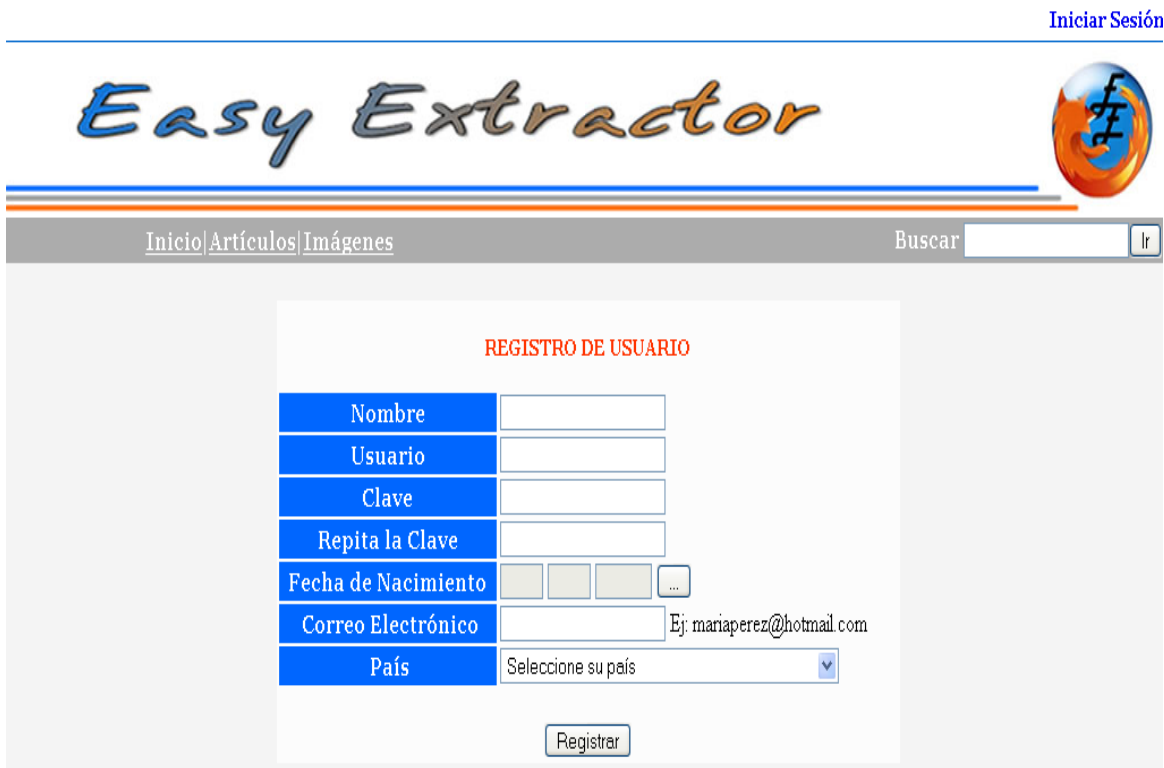 Iniciar Sesión
Easy Extractor
Inicio|Artículos|Imágenes Buscar Ir
REGISTRO DE USUARIO
Nombre
Usuario
Clave
Repita la Clave
Fecha de Nacimiento ...
Correo Electrónico Ej: mariaperez@hotmail.com
País Seleccione su país
Registrar